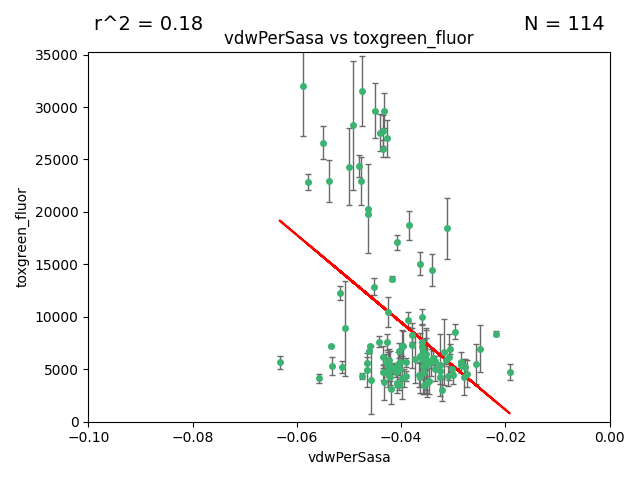 r^2 = 0.18
N = 114
vdwPerSasa vs toxgreen_fluor
35000
30000
25000
20000
15000
10000
5000
0
toxgreen_fluor
−0.10
−0.08
−0.06
−0.04
−0.02
0.00
vdwPerSasa